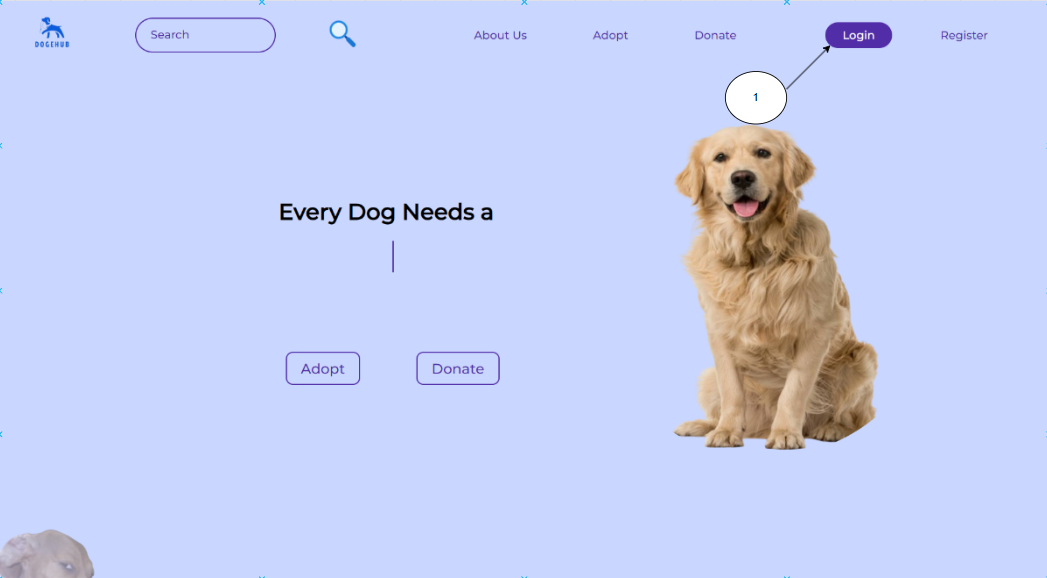 DOGEHUB
Search
About Us
Adopt
Donate
Login
Register
1
Every Dog Needs a
Adopt
Donate